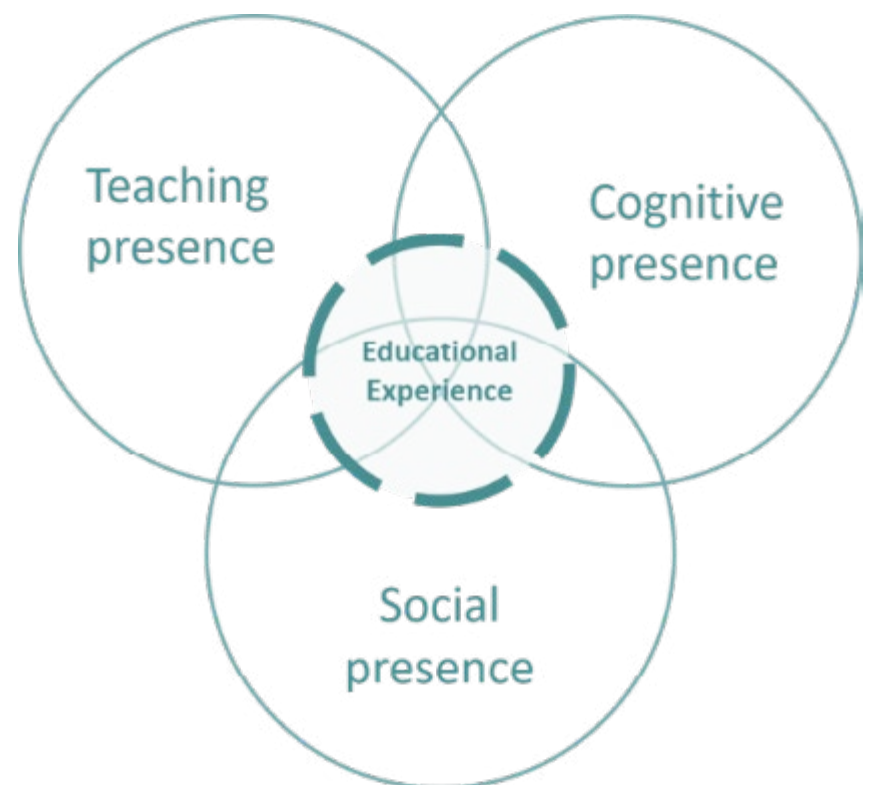 Teaching
presence
Cognitive
presence
Educational
Experience
Social
presence